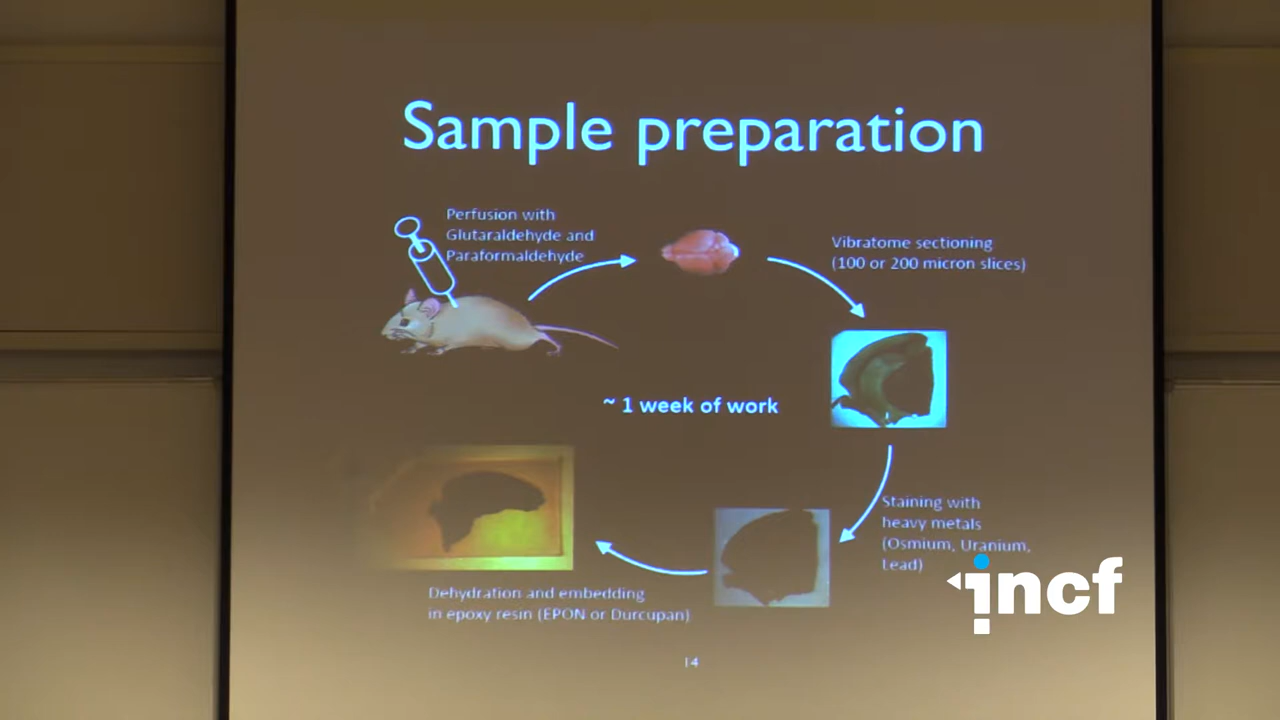 Sample preparation
Perfusion with
Glutaraldehyde and
Paraformaldehyde
Vibratome sectioning
(100 or 200 micron slices)
~ 1 week of work
Staining with
heavy metals
(Osmium, Uranium,
Lead)
Dehydration and embedding
in epoxy resin (EPON or Durcupan)
14
incf